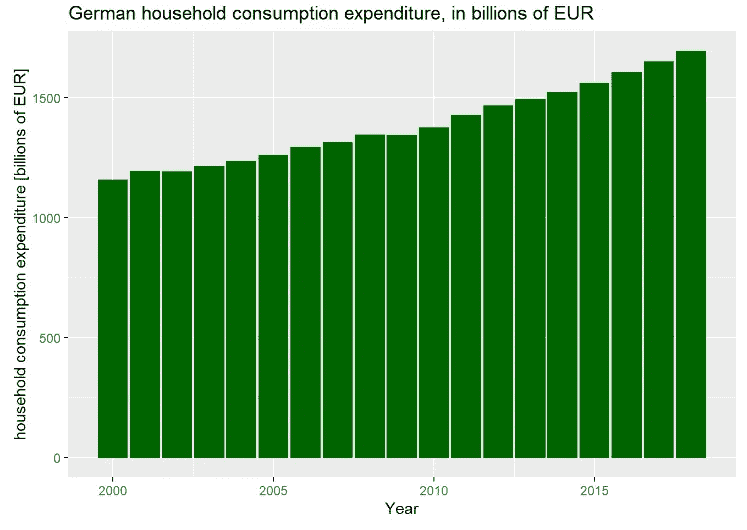 German household consumption expenditure, in billions of EUR
household consumption expenditure [billions of EUR]
1500
1000
500
0
2000 2005 2010 2015
Year